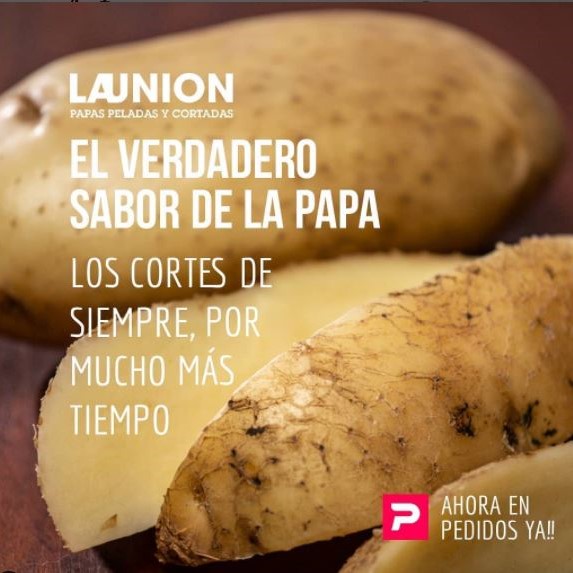 LAUNION
PAPAS PELADAS Y CORTADAS
EL VERDADERO
SABOR DE LA PAPA
LOS CORTES DE
SIEMPRE, POR
MUCHO MÁS
TIEMPO
P
AHORA EN
PEDIDOS YA!!